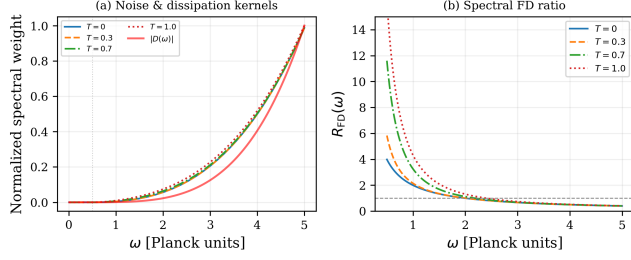 (a) Noise & dissipation kernels
Normalized spectral weight
1.0
0.8
0.6
0.4
0.2
0.0
T = 0
T = 0.3
T = 0.7
T = 1.0
|D(ω)|
0
1
2
3
4
5
ω [Planck units]
(b) Spectral FD ratio
R_FD(ω)
14
12
10
8
6
4
2
0
T = 0
T = 0.3
T = 0.7
T = 1.0
1
2
3
4
5
ω [Planck units]